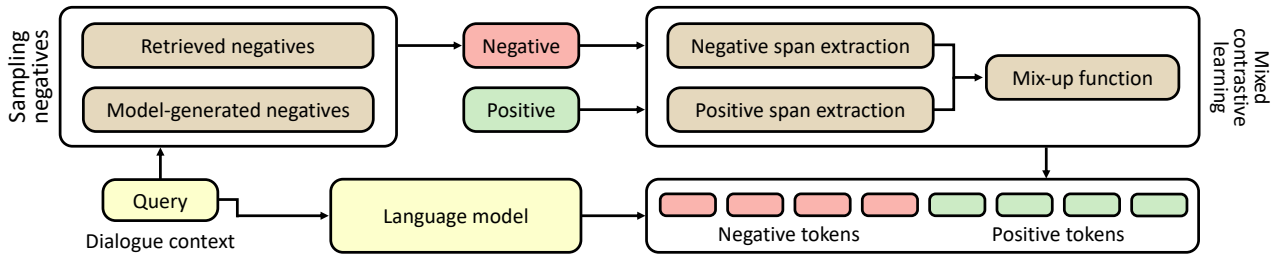 Sampling
negatives
Retrieved negatives
Model-generated negatives
Negative
Positive
Negative span extraction
Positive span extraction
Mix-up function
Mixed
contrastive
learning
Query
Dialogue context
Language model
Negative tokens
Positive tokens